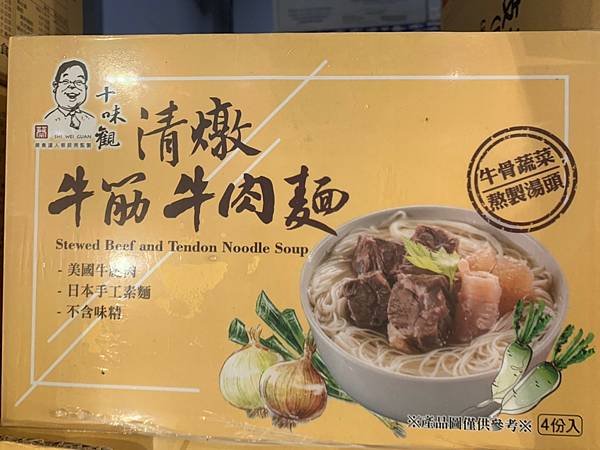 十味觀
SHI WEI GUAN
清燉
牛筋牛肉麵
Stewed Beef and Tendon Noodle Soup
- 美國牛腱肉
- 日本手工素麵
- 不含味精
牛骨蔬菜
熬製湯頭
※產品圖僅供參考※
4份入